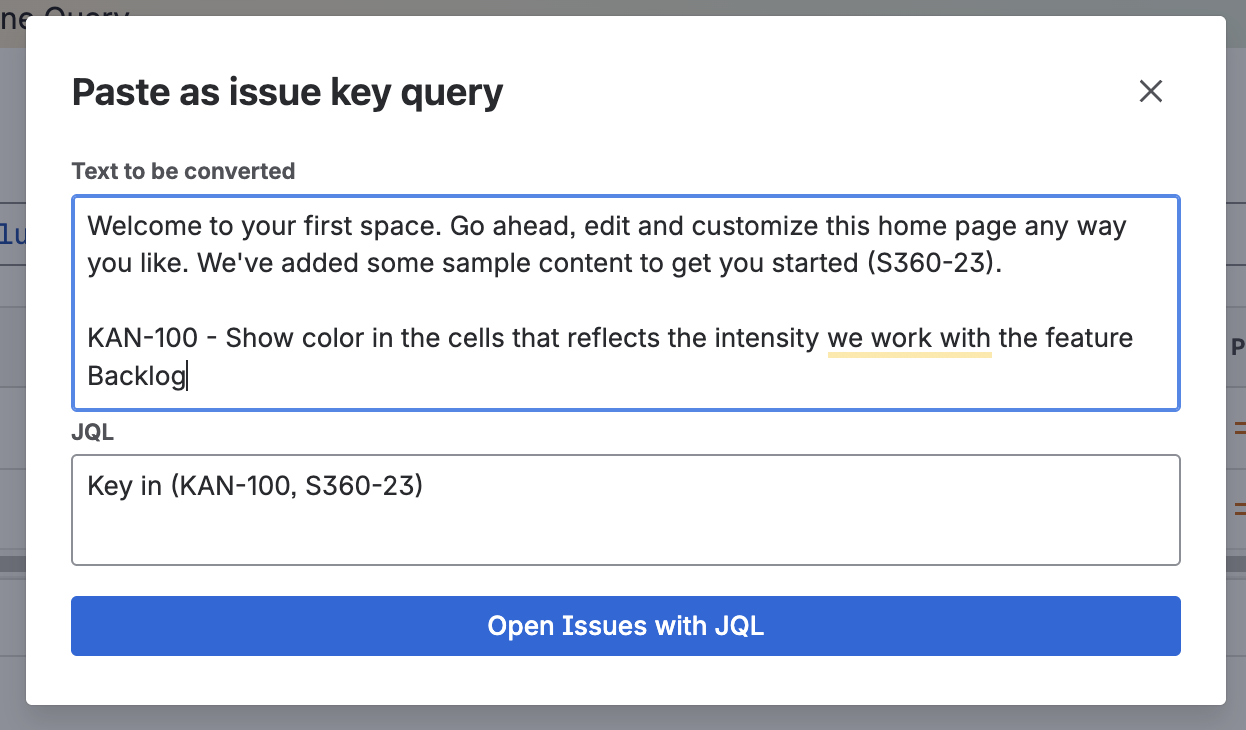 ne Query
Paste as issue key query
Text to be converted
Welcome to your first space. Go ahead, edit and customize this home page any way
you like. We've added some sample content to get you started (S360-23).
KAN-100 - Show color in the cells that reflects the intensity we work with the feature
Backlog
lu
P
JQL
Key in (KAN-100, S360-23)
Open Issues with JQL